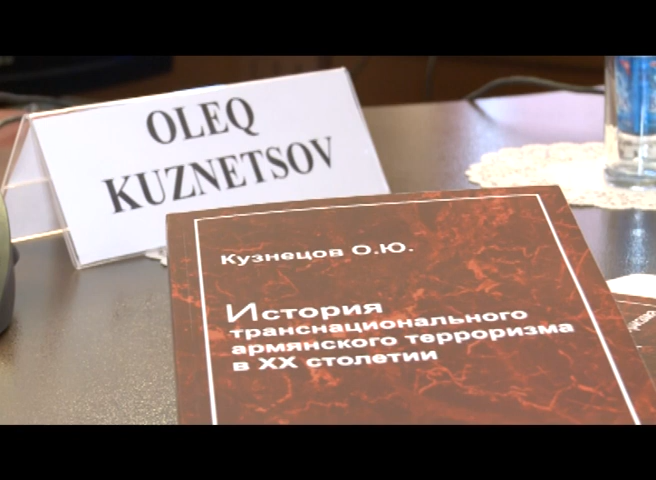 OLEQ
KUZNETSOV
Кузнецов О.Ю.
История
транснационального
армянского терроризма
в XX столетии